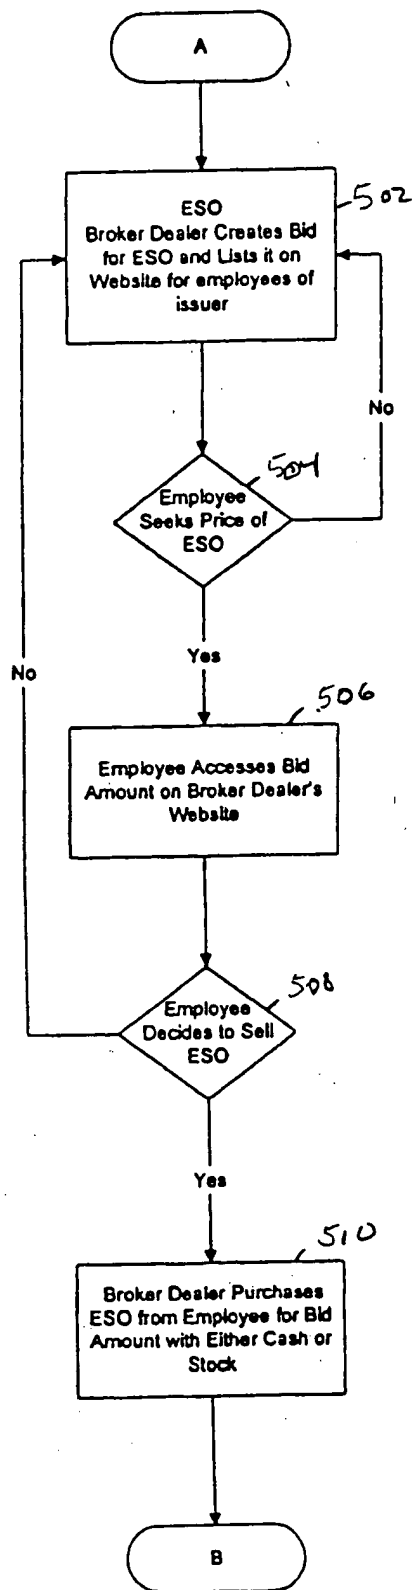 A
502
ESO
Broker Dealer Creates Bid
for ESO and Lists it on
Website for employees of
issuer
No
504
Employee
Seeks Price of
ESO
Yes
No
506
Employee Accesses Bid
Amount on Broker Dealer's
Website
508
Employee
Decides to Sell
ESO
Yes
510
Broker Dealer Purchases
ESO from Employee for Bid
Amount with Either Cash or
Stock
B